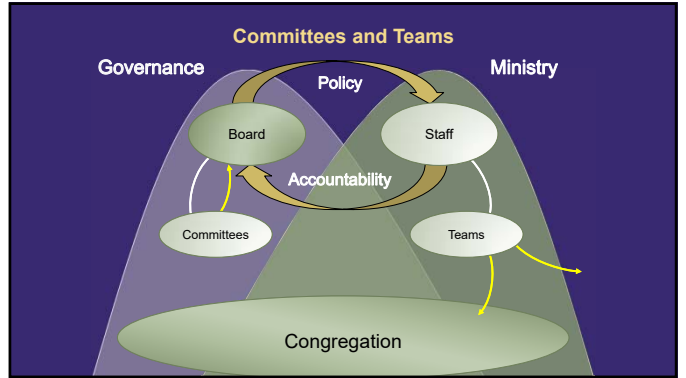 Committees and Teams
Governance
Ministry
Policy
Board
Staff
Accountability
Committees
Teams
Congregation